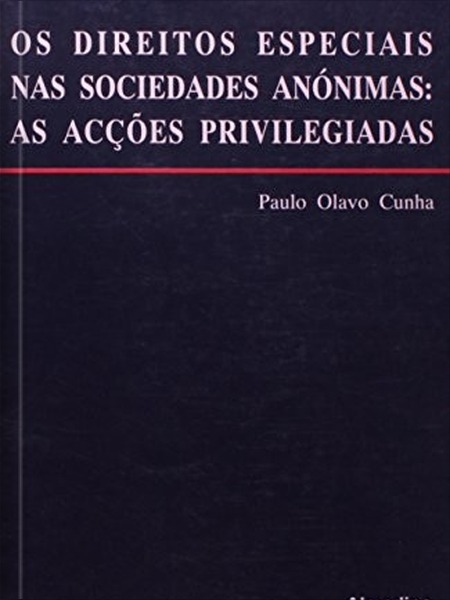 OS DIREITOS ESPECIAIS
NAS SOCIEDADES ANÓNIMAS:
AS ACÇÕES PRIVILEGIADAS
Paulo Olavo Cunha